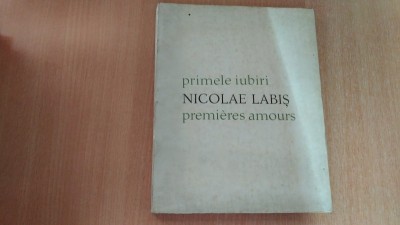 primele iubiri
NICOLAE LABIŞ
premières amours